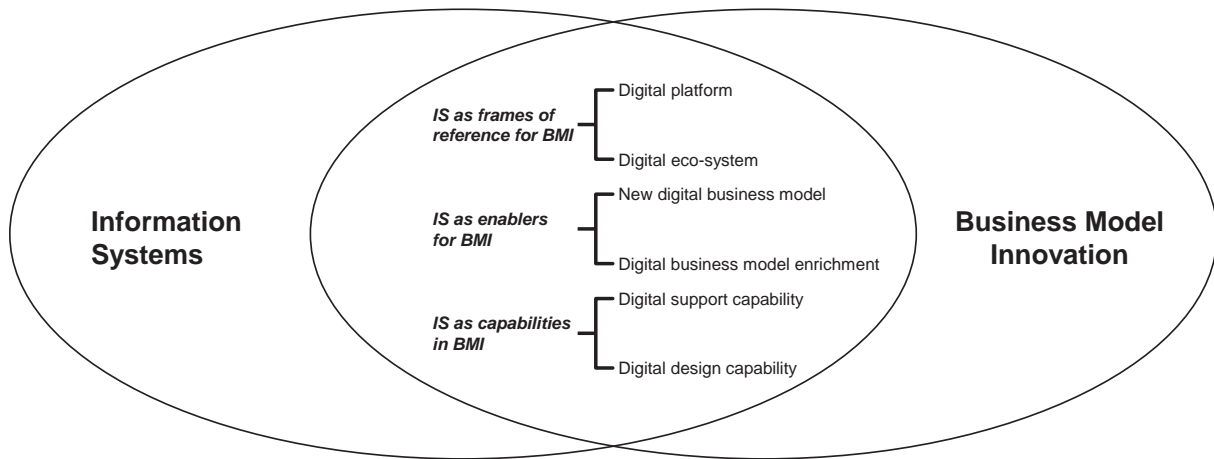 Information
Systems
IS as frames of
reference for BMI
Digital platform
Digital eco-system
IS as enablers
for BMI
New digital business model
Digital business model enrichment
IS as capabilities
in BMI
Digital support capability
Digital design capability
Business Model
Innovation